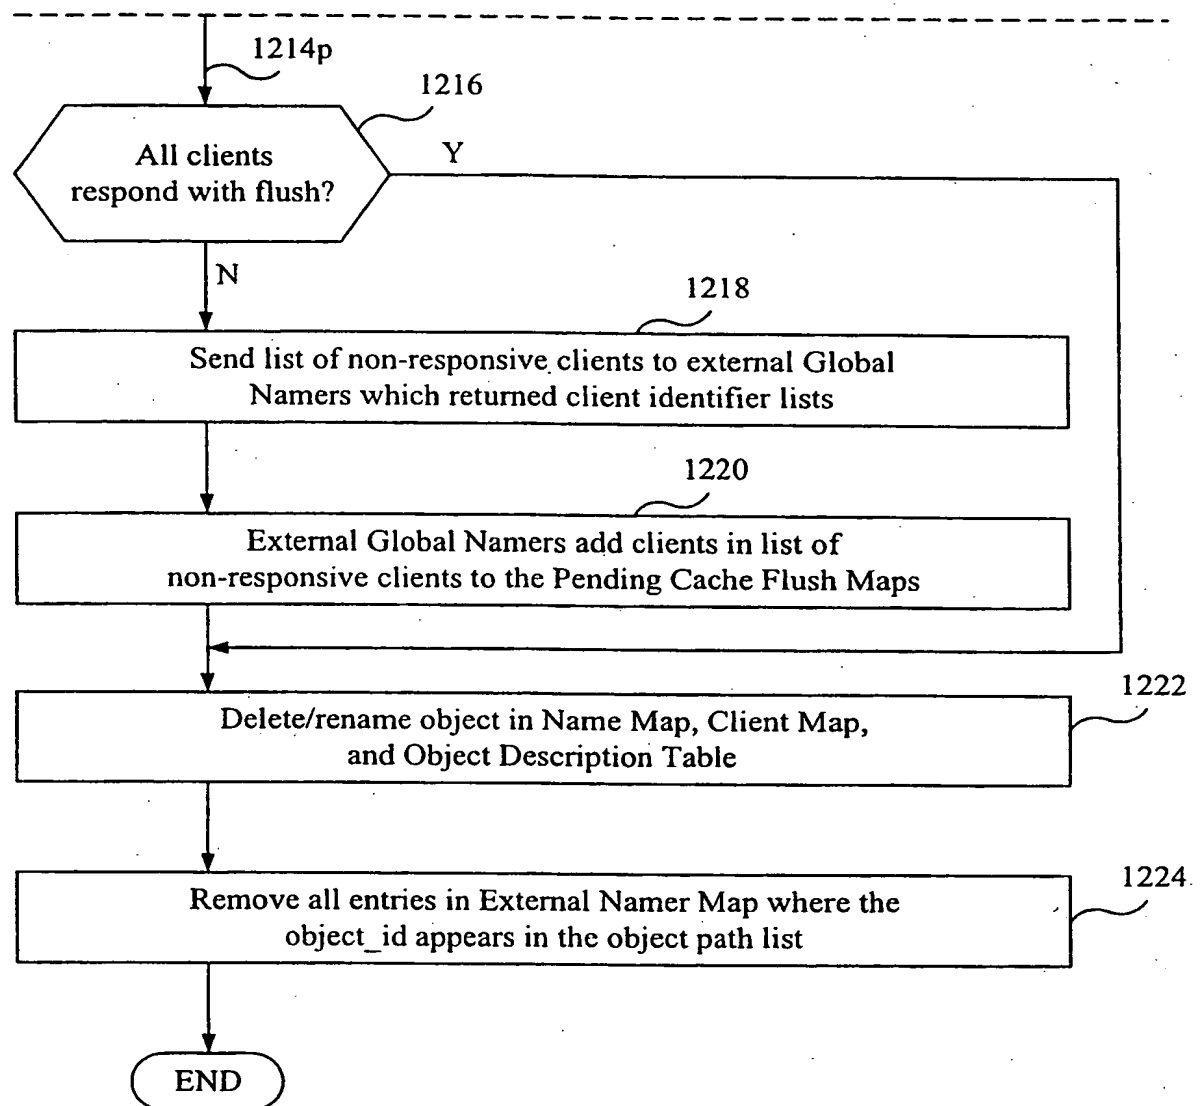 1214p
1216
All clients
respond with flush?
Y
N
1218
Send list of non-responsive clients to external Global
Namers which returned client identifier lists
1220
External Global Namers add clients in list of
non-responsive clients to the Pending Cache Flush Maps
1222
Delete/rename object in Name Map, Client Map,
and Object Description Table
1224
Remove all entries in External Namer Map where the
object_id appears in the object path list
END